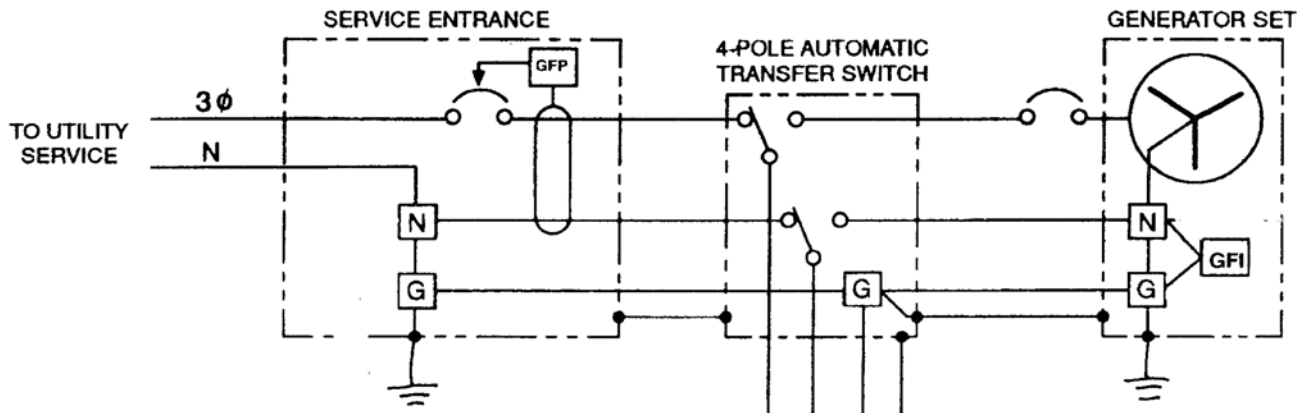 SERVICE ENTRANCE
GENERATOR SET
4-POLE AUTOMATIC
TRANSFER SWITCH
GFP
3ϕ
TO UTILITY
SERVICE
N
N
N
GFI
G
G
G